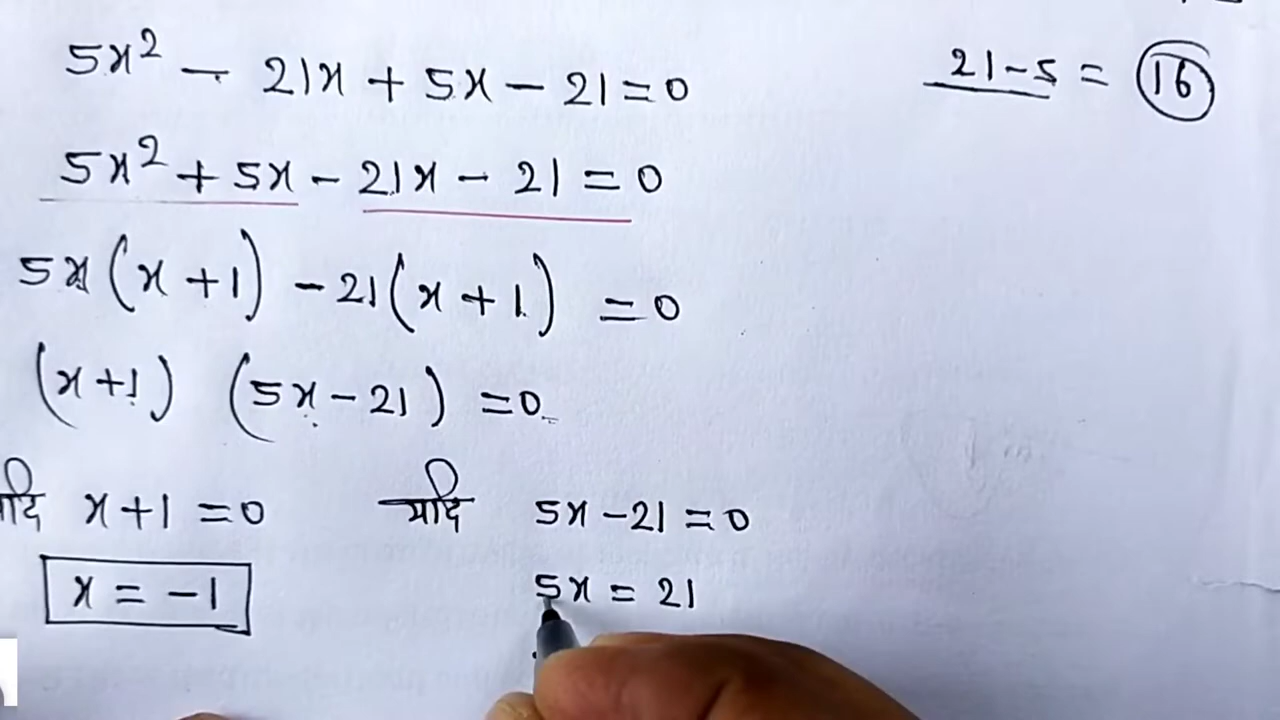 5x² − 21x + 5x − 21 = 0
21 − 5 = 16
5x² + 5x − 21x − 21 = 0
5x(x + 1) − 21(x + 1) = 0
(x + 1) (5x − 21) = 0
यदि x + 1 = 0 यदि 5x − 21 = 0
x = −1 5x = 21